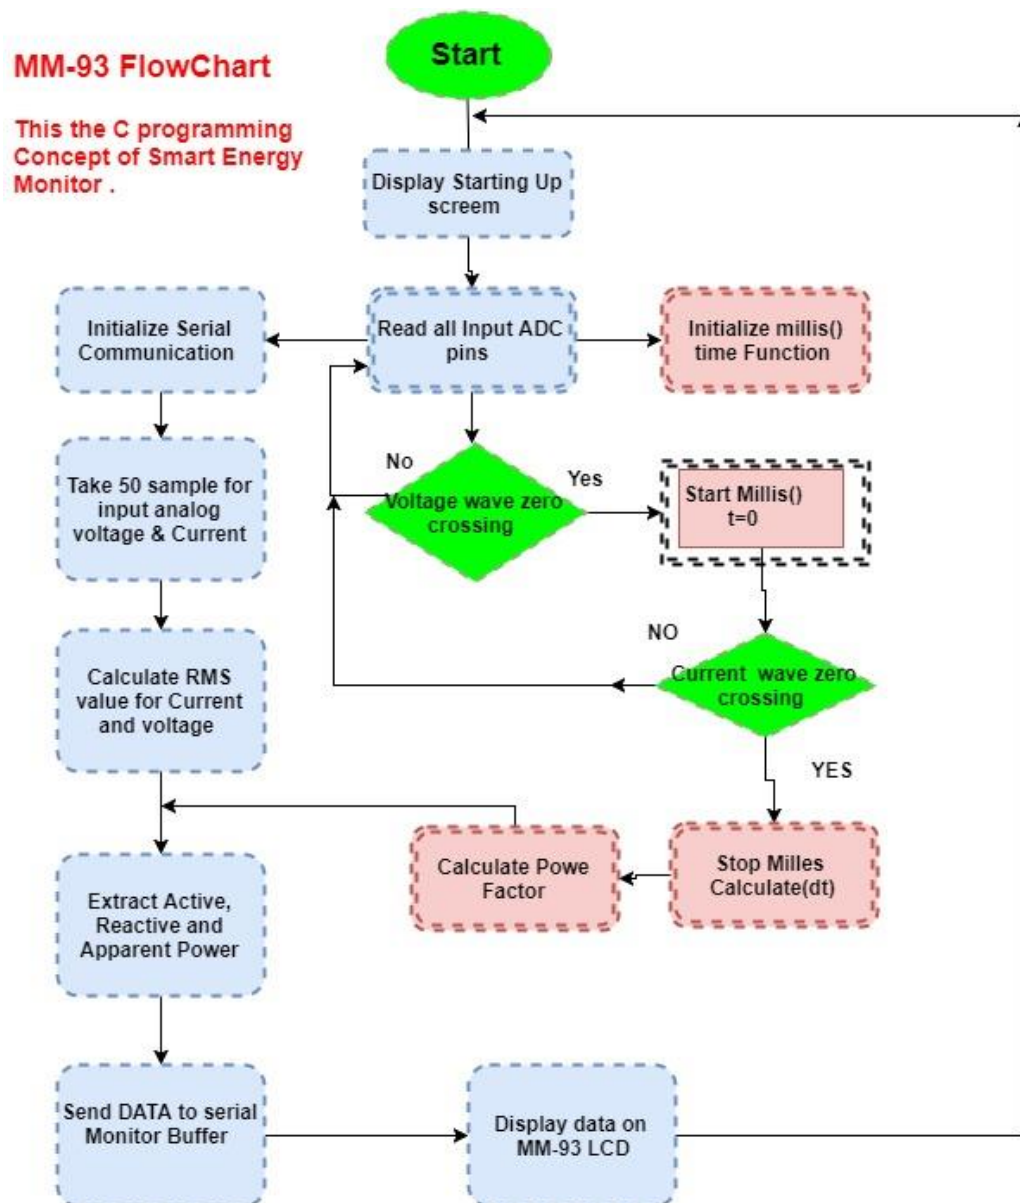 Start
MM-93 FlowChart
This the C programming
Concept of Smart Energy
Monitor .
Display Starting Up
screem
Initialize Serial
Communication
Read all Input ADC
pins
Initialize millis()
time Function
No
Yes
Voltage wave zero
crossing
Start Millis()
t=0
Take 50 sample for
input analog
voltage & Current
NO
Current wave zero
crossing
YES
Calculate RMS
value for Current
and voltage
Calculate Powe
Factor
Stop Milles
Calculate(dt)
Extract Active,
Reactive and
Apparent Power
Send DATA to serial
Monitor Buffer
Display data on
MM-93 LCD